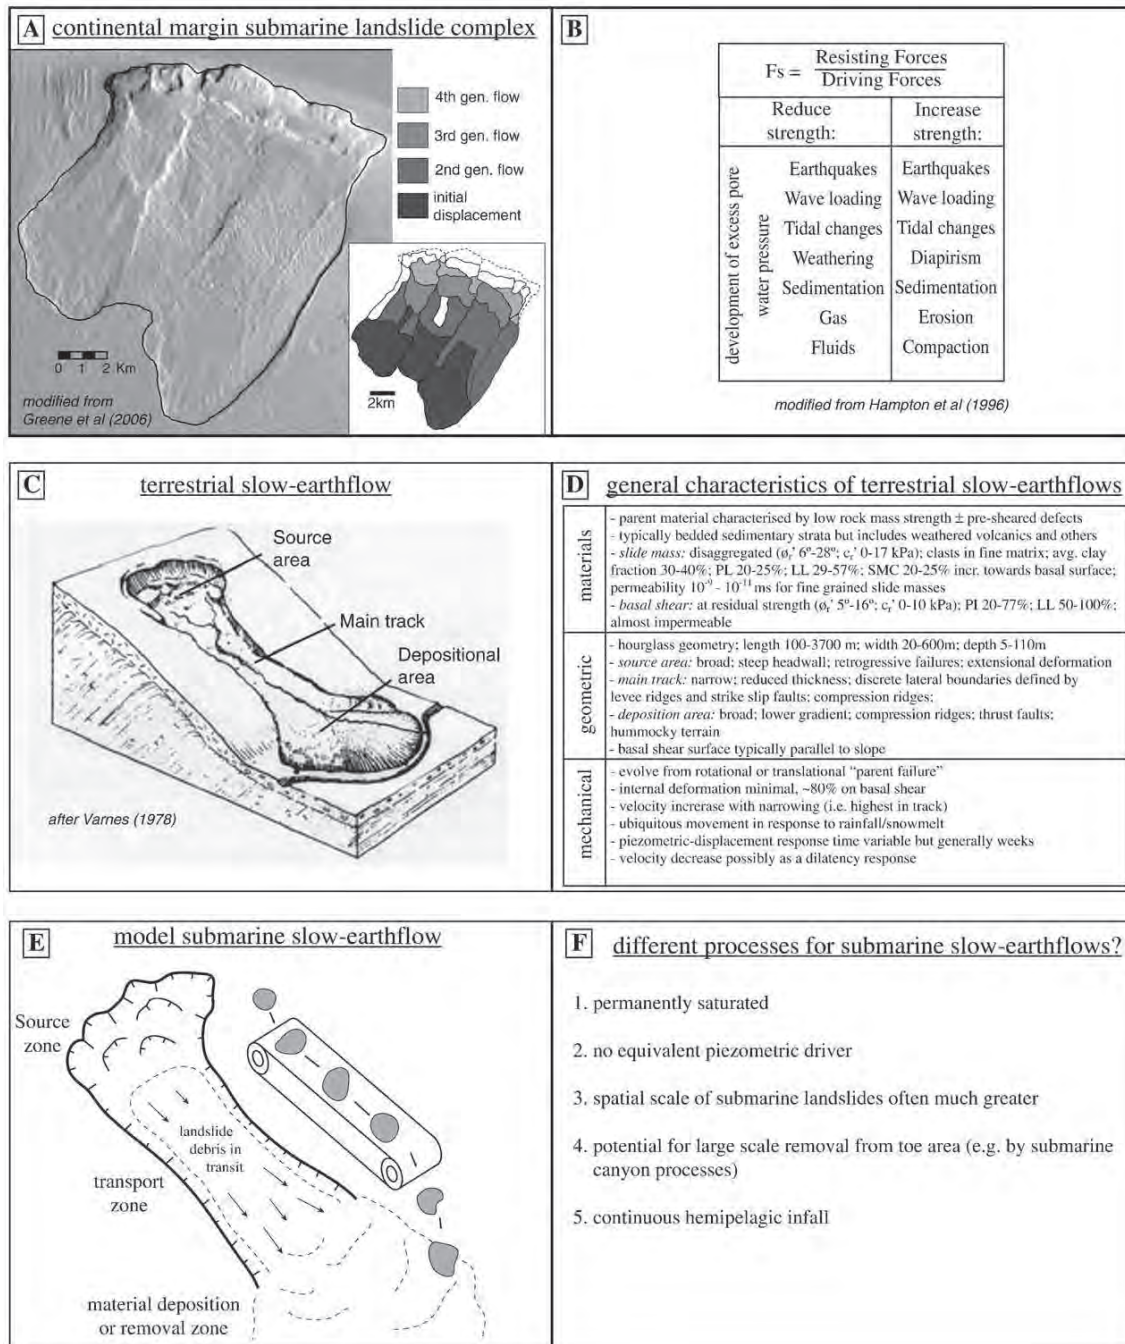 A continental margin submarine landslide complex
4th gen. flow
3rd gen. flow
2nd gen. flow
initial
displacement
0 1 2 Km
modified from
Greene et al (2006)
2km
B
Fs = Resisting Forces
Driving Forces
Reduce
strength:
Increase
strength:
development of excess pore
water pressure
Earthquakes Earthquakes
Wave loading Wave loading
Tidal changes Tidal changes
Weathering Diapirism
Sedimentation Sedimentation
Gas Erosion
Fluids Compaction
modified from Hampton et al (1996)
C terrestrial slow-earthflow
Source
area
Main track
Depositional
area
after Varnes (1978)
D general characteristics of terrestrial slow-earthflows
materials
- parent material characterised by low rock mass strength ± pre-sheared defects
- typically bedded sedimentary strata but includes weathered volcanics and others
- slide mass: disaggregated (ør' 6º-28º; cr' 0-17 kPa); clasts in fine matrix; avg. clay
fraction 30-40%; PL 20-25%; LL 29-57%; SMC 20-25% incr. towards basal surface;
permeability 10⁻⁹ - 10⁻¹¹ ms for fine grained slide masses
- basal shear: at residual strength (ør' 5º-16º; cr' 0-10 kPa); PI 20-77%; LL 50-100%;
almost impermeable
geometric
- hourglass geometry; length 100-3700 m; width 20-600m; depth 5-110m
- source area: broad; steep headwall; retrogressive failures; extensional deformation
- main track: narrow; reduced thickness; discrete lateral boundaries defined by
levee ridges and strike slip faults; compression ridges;
- deposition area: broad; lower gradient; compression ridges; thrust faults;
hummocky terrain
- basal shear surface typically parallel to slope
mechanical
- evolve from rotational or translational “parent failure”
- internal deformation minimal, ~80% on basal shear
- velocity increrase with narrowing (i.e. highest in track)
- ubiquitous movement in response to rainfall/snowmelt
- piezometric-displacement response time variable but generally weeks
- velocity decrease possibly as a dilatency response
E model submarine slow-earthflow
Source
zone
landslide
debris in
transit
transport
zone
material deposition
or removal zone
F different processes for submarine slow-earthflows?
1. permanently saturated
2. no equivalent piezometric driver
3. spatial scale of submarine landslides often much greater
4. potential for large scale removal from toe area (e.g. by submarine
canyon processes)
5. continuous hemipelagic infall